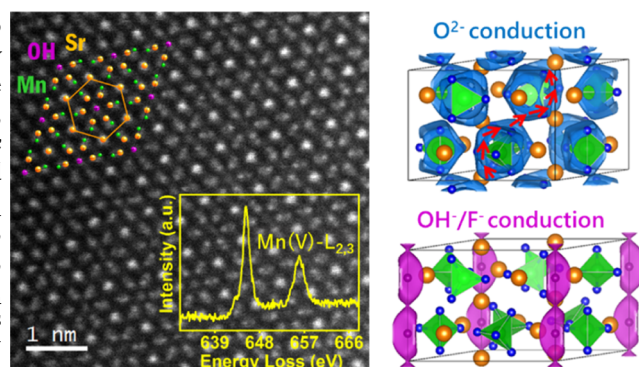 OH
Sr
Mn
Intensity (a.u.)
Mn(V)-L2,3
639 648 657 666
Energy Loss (eV)
1 nm
O2- conduction
OH-/F- conduction